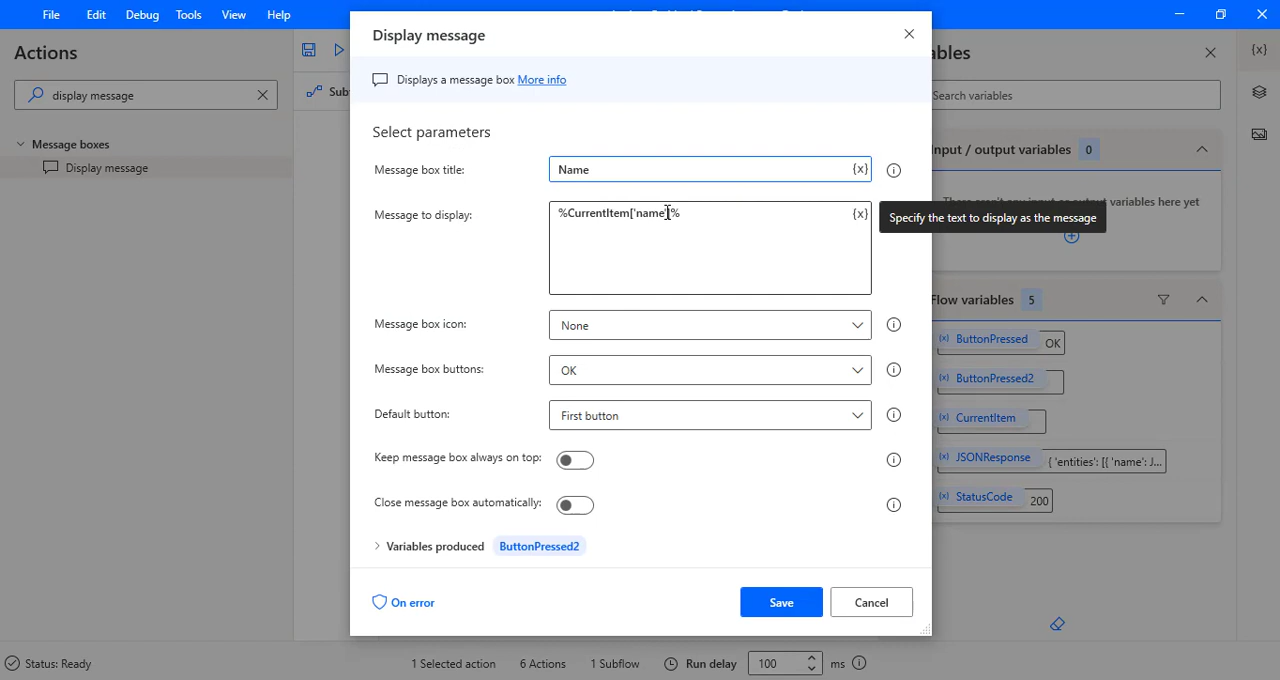 File Edit Debug Tools View Help
Display message
Actions
ables
display message
Displays a message box More info
Search variables
Select parameters
Message boxes
Display message
Input / output variables 0
Message box title: Name {x}
Message to display: %CurrentItem['name']% {x}
Specify the text to display as the message
Flow variables 5
Message box icon: None
ButtonPressed OK
Message box buttons: OK
ButtonPressed2
Default button: First button
CurrentItem
Keep message box always on top:
JSONResponse { 'entities': [{ 'name': J...
Close message box automatically:
StatusCode 200
Variables produced ButtonPressed2
On error
Save
Cancel
Status: Ready 1 Selected action 6 Actions 1 Subflow Run delay 100 ms